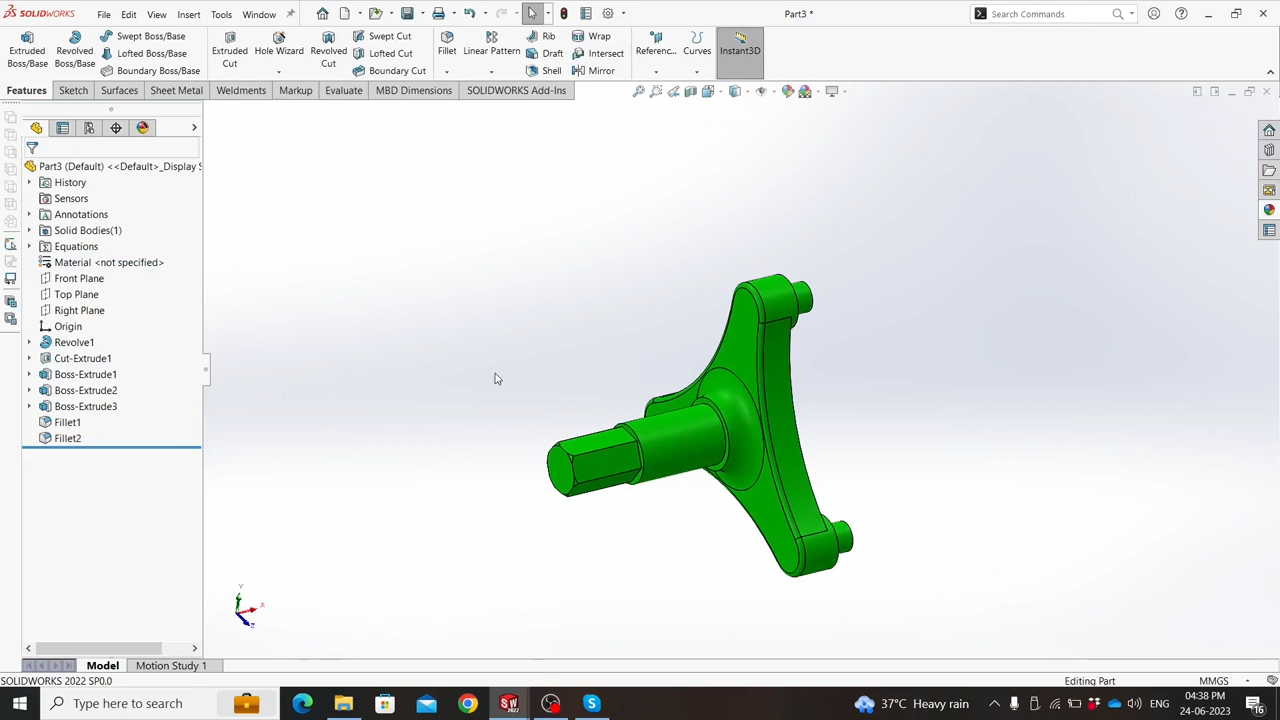 SOLIDWORKS File Edit View Insert Tools Window Part3 * Search Commands
Extruded Boss/Base Revolved Boss/Base Swept Boss/Base Lofted Boss/Base Boundary Boss/Base Extruded Cut Hole Wizard Revolved Cut Swept Cut Lofted Cut Boundary Cut Fillet Linear Pattern Rib Draft Shell Wrap Intersect Mirror Referenc... Curves Instant3D
Features Sketch Surfaces Sheet Metal Weldments Markup Evaluate MBD Dimensions SOLIDWORKS Add-Ins
Part3 (Default) <<Default>_Display S
History
Sensors
Annotations
Solid Bodies(1)
Equations
Material <not specified>
Front Plane
Top Plane
Right Plane
Origin
Revolve1
Cut-Extrude1
Boss-Extrude1
Boss-Extrude2
Boss-Extrude3
Fillet1
Fillet2
Y
X
Z
Model Motion Study 1
SOLIDWORKS 2022 SP0.0 Editing Part MMGS
Type here to search 37°C Heavy rain ENG 04:38 PM
24-06-2023